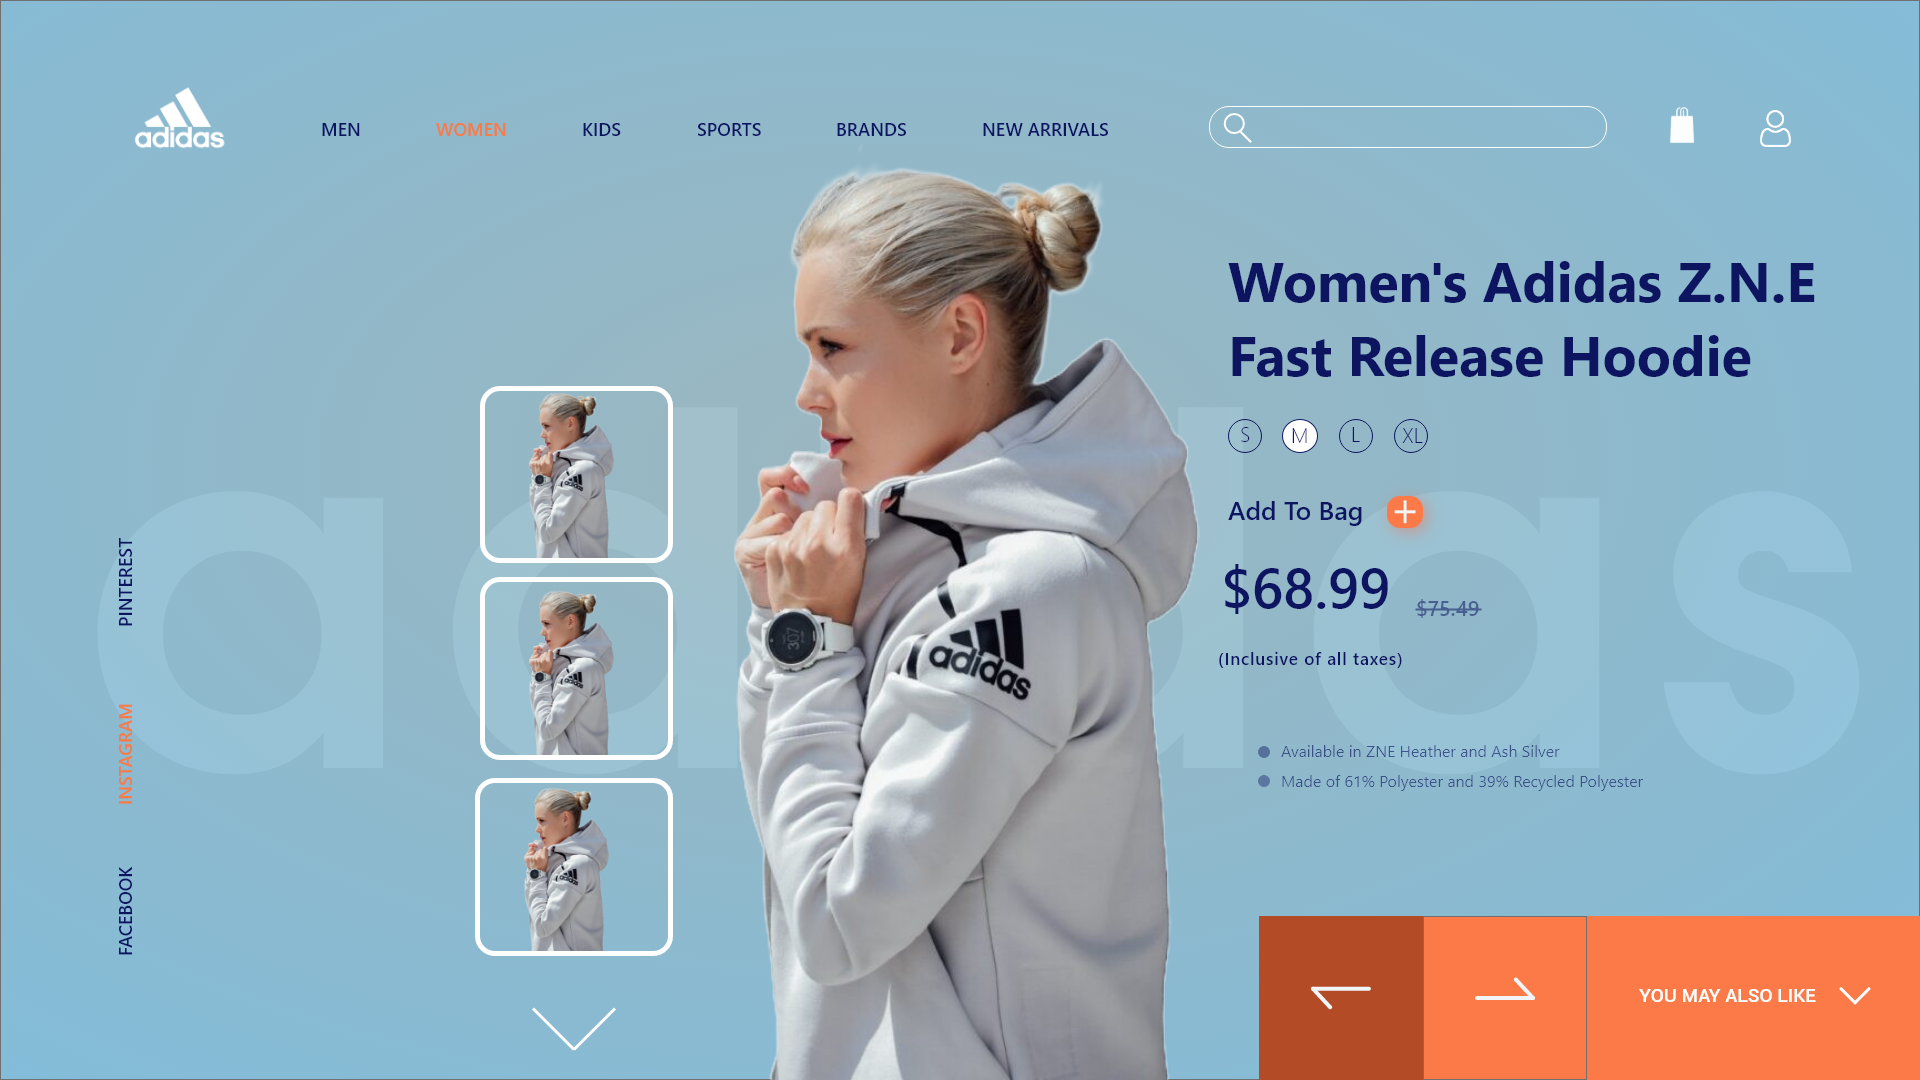 adidas
MEN
WOMEN
KIDS
SPORTS
BRANDS
NEW ARRIVALS
Women's Adidas Z.N.E
Fast Release Hoodie
S
M
L
XL
Add To Bag
$68.99
$75.49
(Inclusive of all taxes)
Available in ZNE Heather and Ash Silver
Made of 61% Polyester and 39% Recycled Polyester
PINTEREST
INSTAGRAM
FACEBOOK
adidas
307
adidas
YOU MAY ALSO LIKE